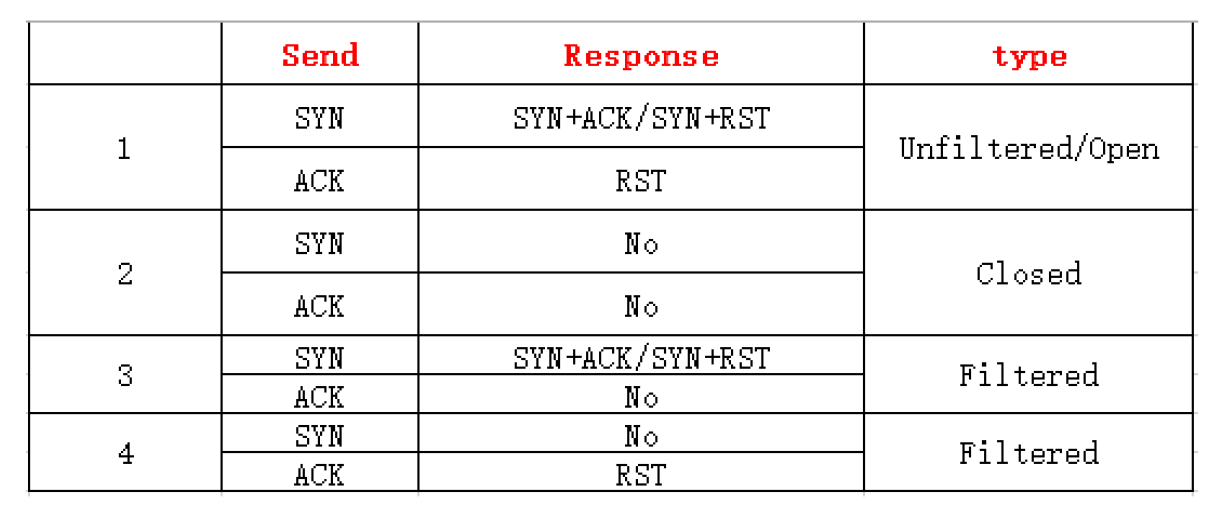 Send Response type
1 SYN SYN+ACK/SYN+RST Unfiltered/Open
ACK RST
2 SYN No Closed
ACK No
3 SYN SYN+ACK/SYN+RST Filtered
ACK No
4 SYN No Filtered
ACK RST